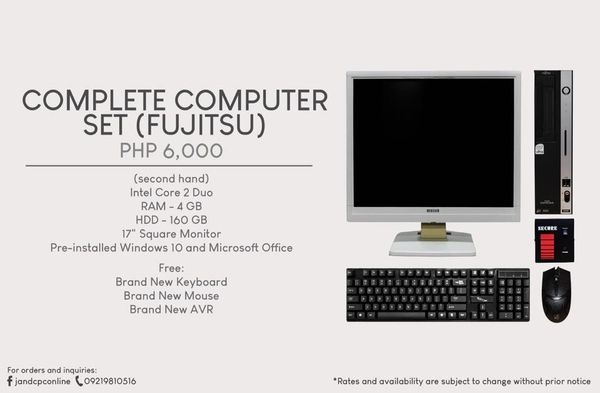 COMPLETE COMPUTER
SET (FUJITSU)
PHP 6,000
(second hand)
Intel Core 2 Duo
RAM - 4 GB
HDD - 160 GB
17" Square Monitor
Pre-installed Windows 10 and Microsoft Office
Free:
Brand New Keyboard
Brand New Mouse
Brand New AVR
SECURE
For orders and inquiries:
jandcpconline 09219810516
*Rates and availability are subject to change without prior notice